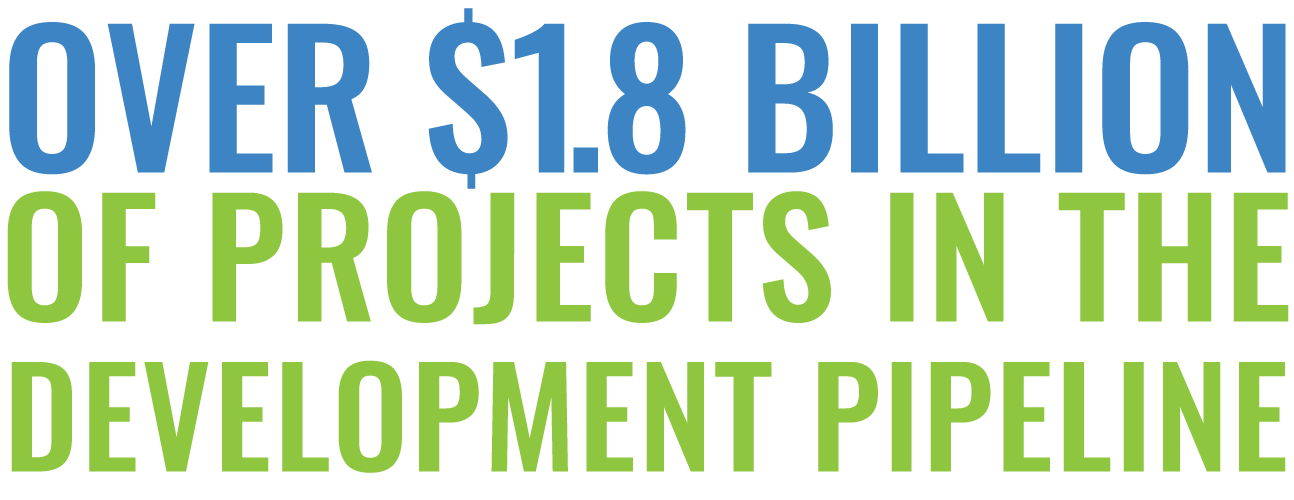 OVER $1.8 BILLION
OF PROJECTS IN THE
DEVELOPMENT PIPELINE